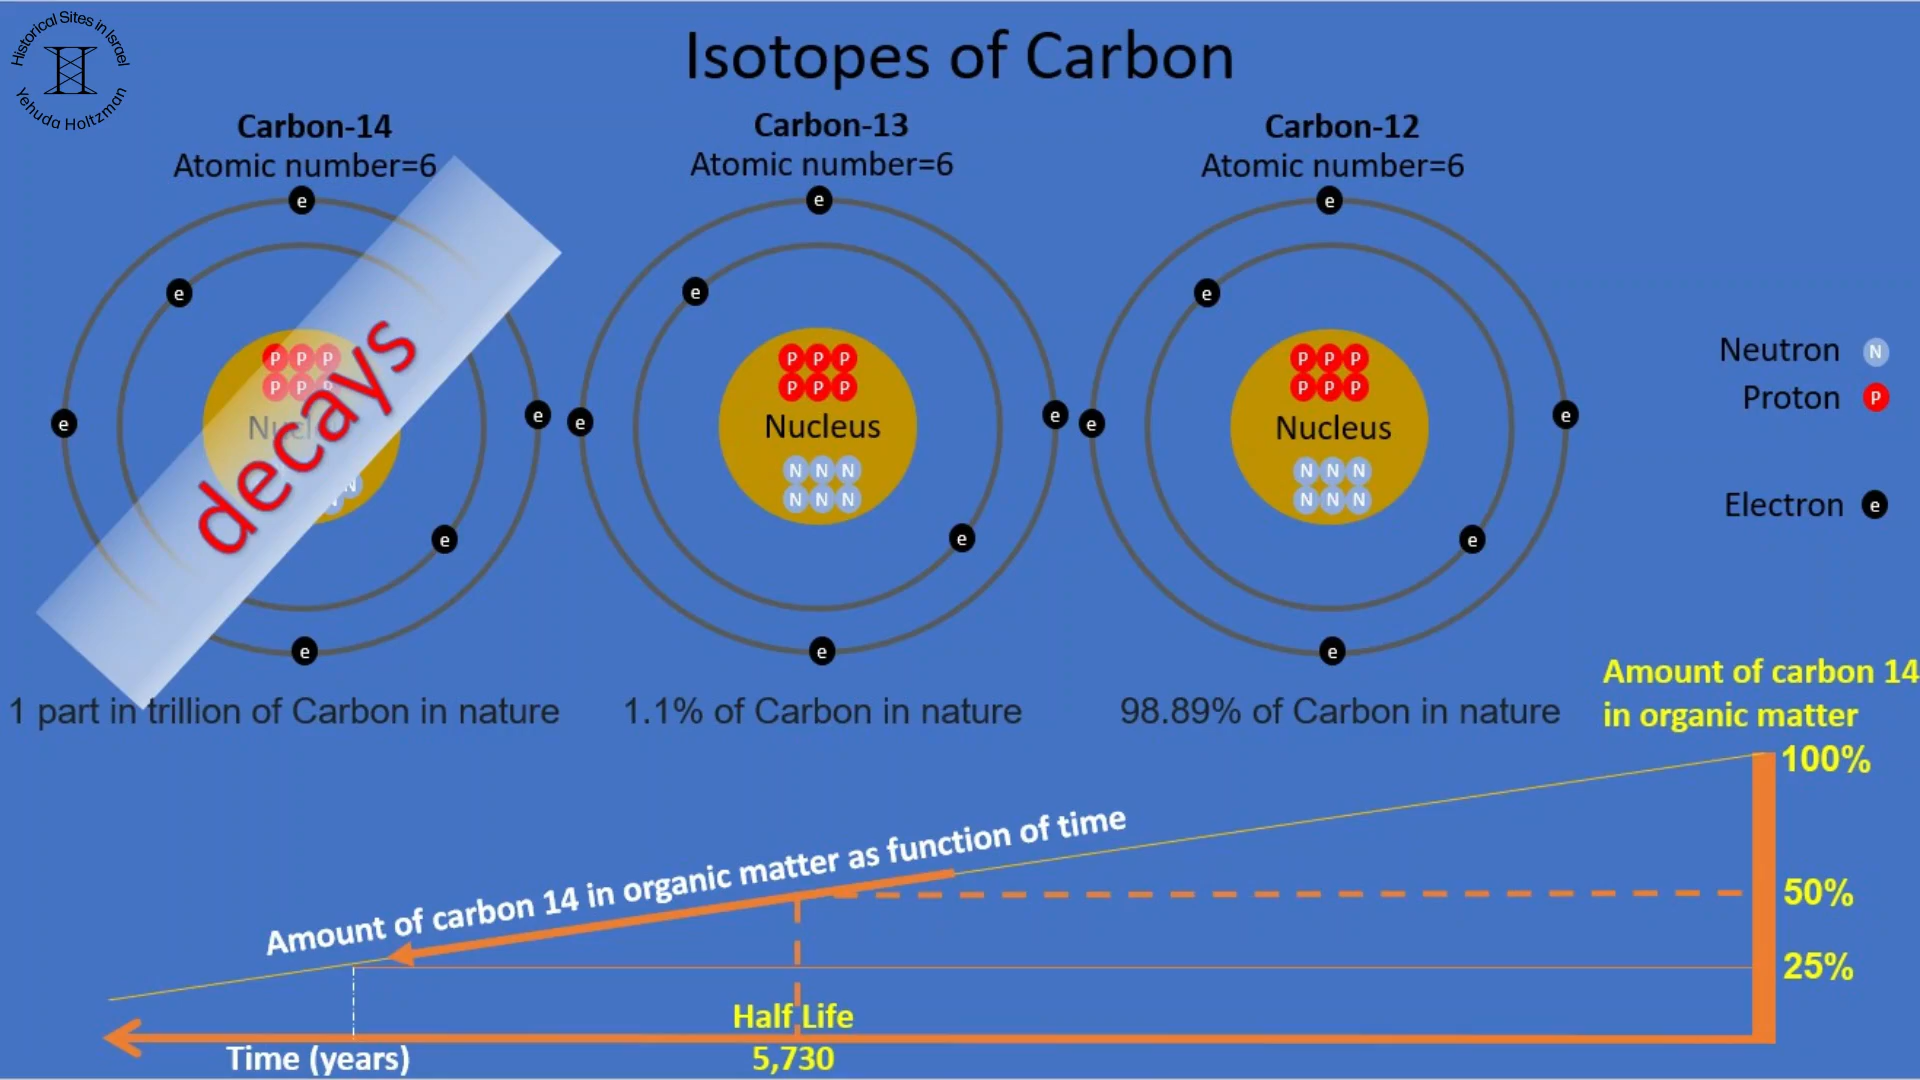 Historical Sites in Israel
Yehuda Holtzman
Isotopes of Carbon
Carbon-14
Atomic number=6
Carbon-13
Atomic number=6
Carbon-12
Atomic number=6
e
e
e
e
e
e
P P P
P P
decays
N
e
e
e
e
e
e
P P P
P P P
Nucleus
N N N
N N N
e
e
e
e
e
e
P P P
P P P
Nucleus
N N N
N N N
Neutron N
Proton P
Electron e
1 part in trillion of Carbon in nature
1.1% of Carbon in nature
98.89% of Carbon in nature
Amount of carbon 14
in organic matter
100%
50%
25%
Amount of carbon 14 in organic matter as function of time
Half Life
5,730
Time (years)